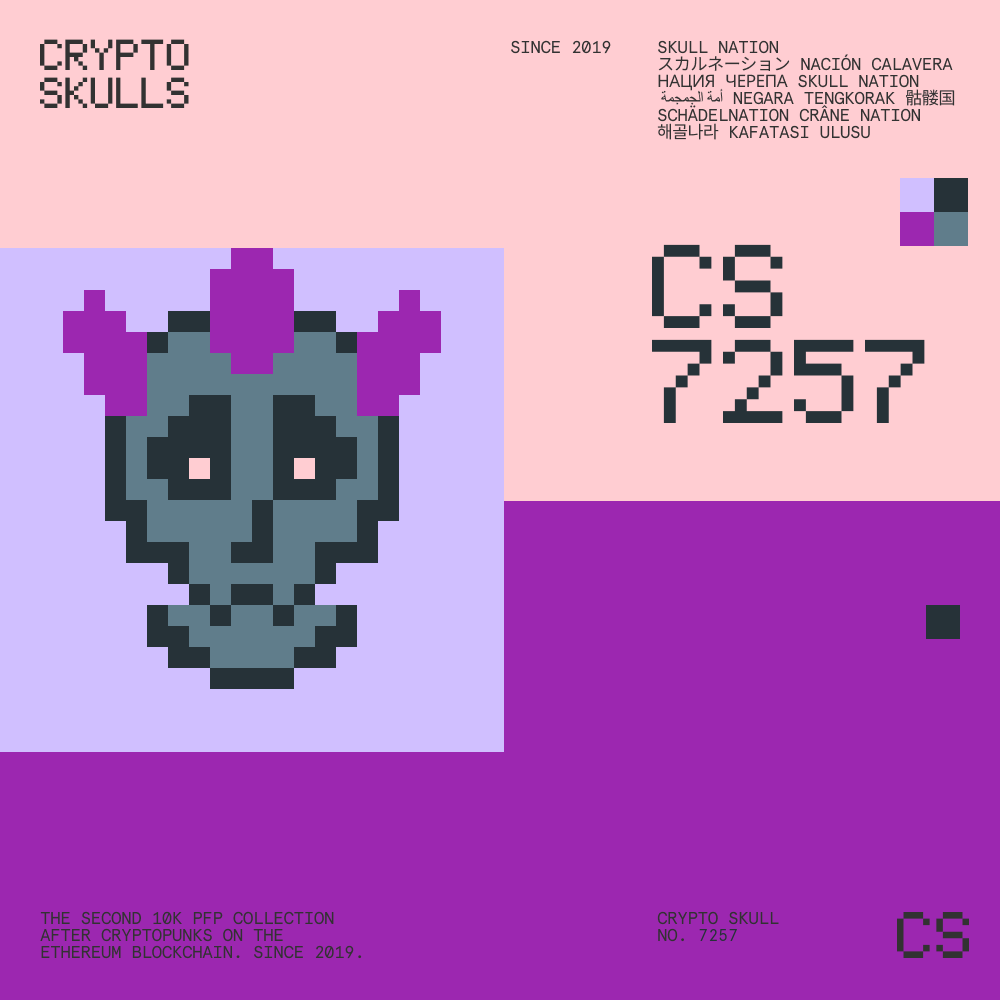 CRYPTO
SKULLS
SINCE 2019
SKULL NATION
スカルネーション NACIÓN CALAVERA
НАЦИЯ ЧЕРЕПА SKULL NATION
أمة الجمجمة NEGARA TENGKORAK 骷髅国
SCHÄDELNATION CRÂNE NATION
해골나라 KAFATASI ULUSU
CS
7257
THE SECOND 10K PFP COLLECTION
AFTER CRYPTOPUNKS ON THE
ETHEREUM BLOCKCHAIN. SINCE 2019.
CRYPTO SKULL
NO. 7257
CS